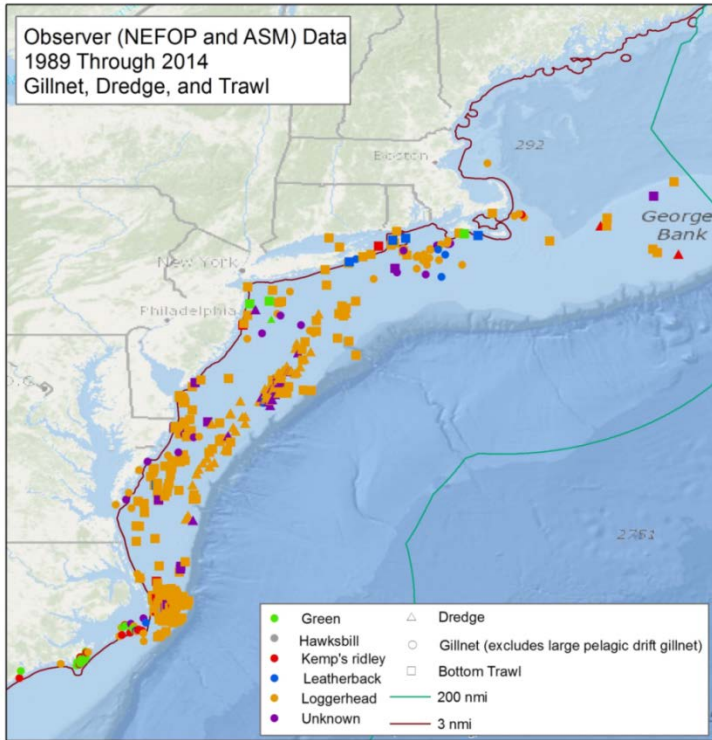 Observer (NEFOP and ASM) Data
1989 Through 2014
Gillnet, Dredge, and Trawl
Boston
292
George
Bank
New York
Philadelphia
2751
Green
Hawksbill
Kemp's ridley
Leatherback
Loggerhead
Unknown
Dredge
Gillnet (excludes large pelagic drift gillnet)
Bottom Trawl
200 nmi
3 nmi